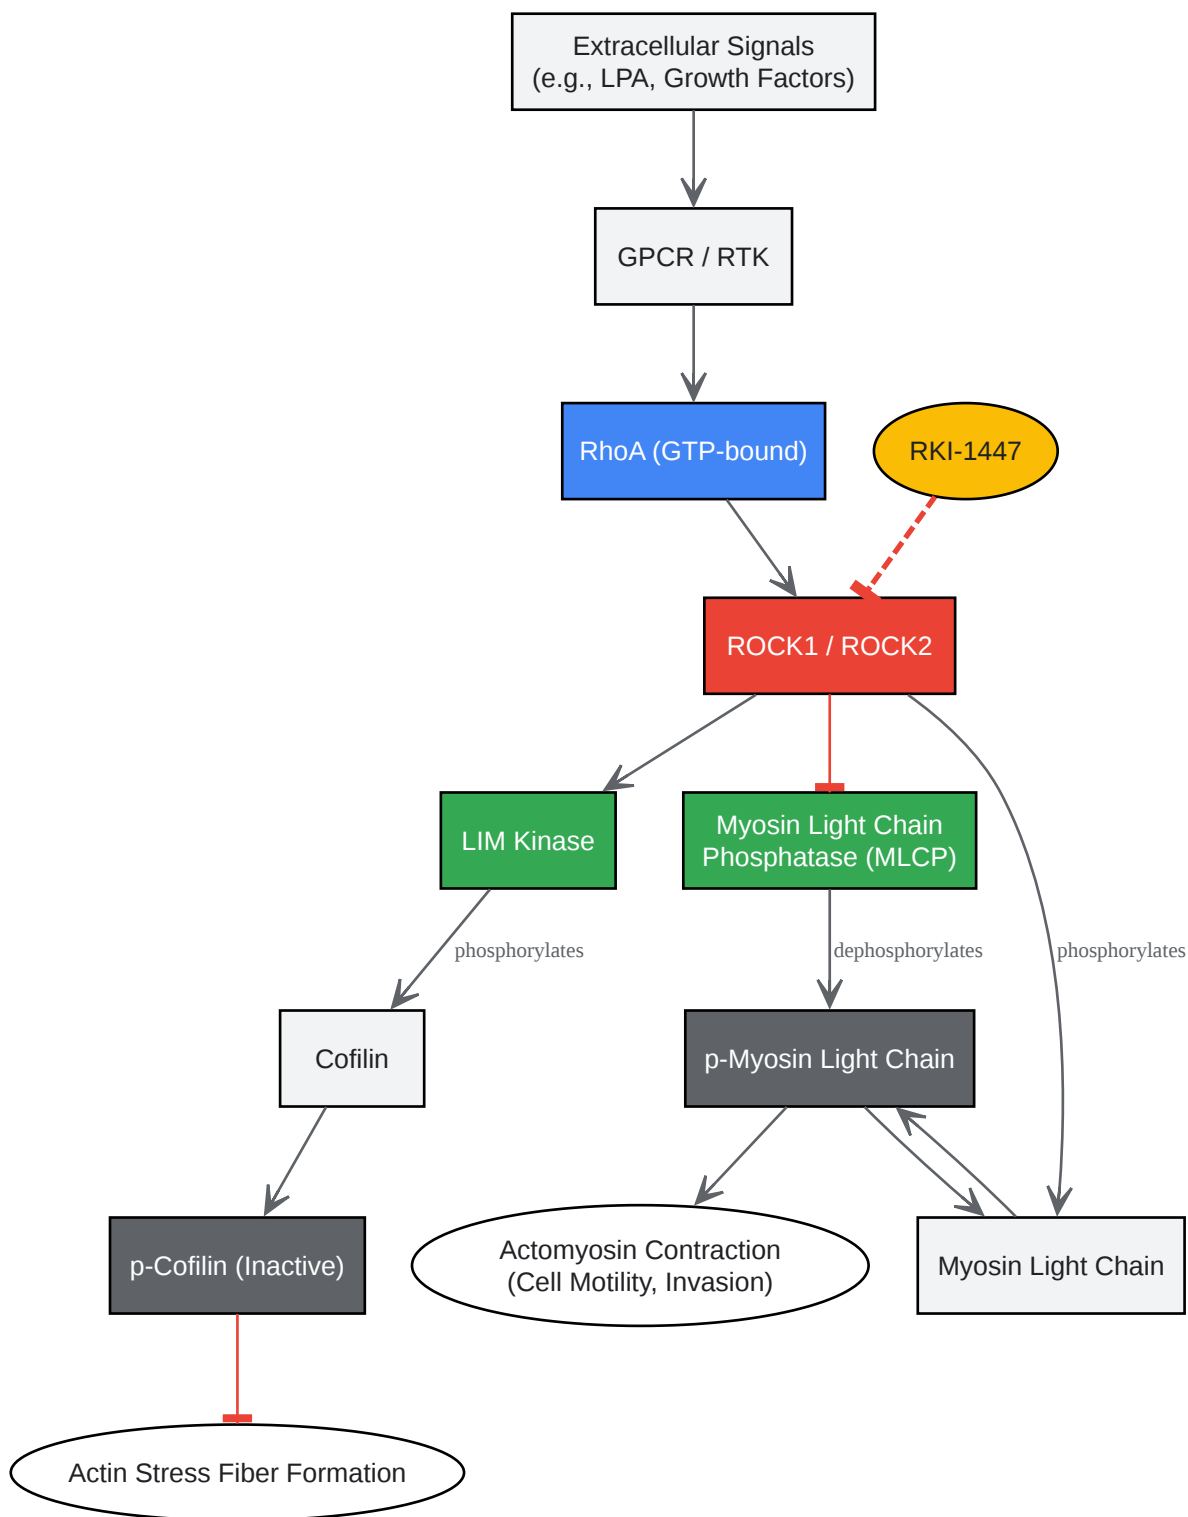 Extracellular Signals
(e.g., LPA, Growth Factors)
GPCR / RTK
RhoA (GTP-bound)
RKI-1447
ROCK1 / ROCK2
LIM Kinase
Myosin Light Chain
Phosphatase (MLCP)
phosphorylates
dephosphorylates
phosphorylates
Cofilin
p-Myosin Light Chain
p-Cofilin (Inactive)
Actomyosin Contraction
(Cell Motility, Invasion)
Myosin Light Chain
Actin Stress Fiber Formation